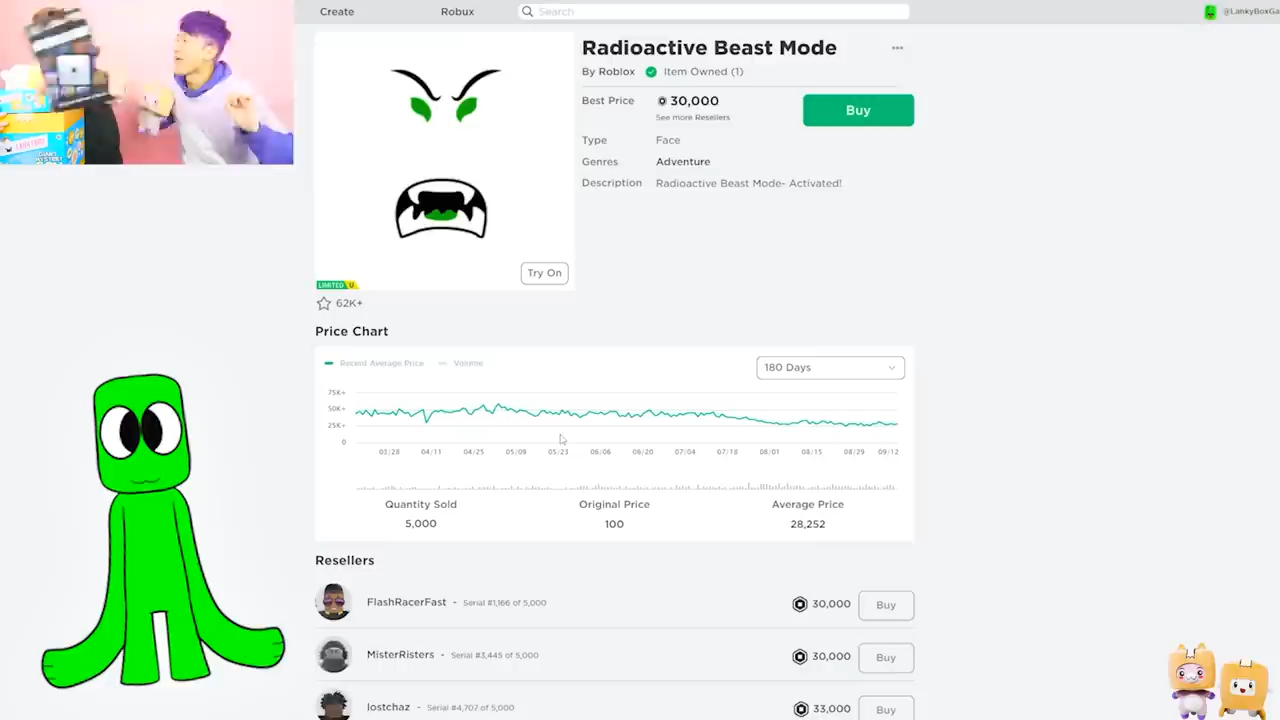 Create
Robux
Search
@LankyBoxGa
Radioactive Beast Mode
By Roblox
Item Owned (1)
Best Price
30,000
See more Resellers
Buy
Type
Face
Genres
Adventure
Description
Radioactive Beast Mode- Activated!
Try On
LIMITED U
62K+
Price Chart
Recent Average Price
Volume
180 Days
75K+
50K+
25K+
0
03/28 04/11 04/25 05/09 05/23 06/06 06/20 07/04 07/18 08/01 08/15 08/29 09/12
Quantity Sold
Original Price
Average Price
5,000
100
28,252
Resellers
FlashRacerFast - Serial #1,166 of 5,000
30,000
Buy
MisterRisters - Serial #3,445 of 5,000
30,000
Buy
lostchaz - Serial #4,707 of 5,000
33,000
Buy